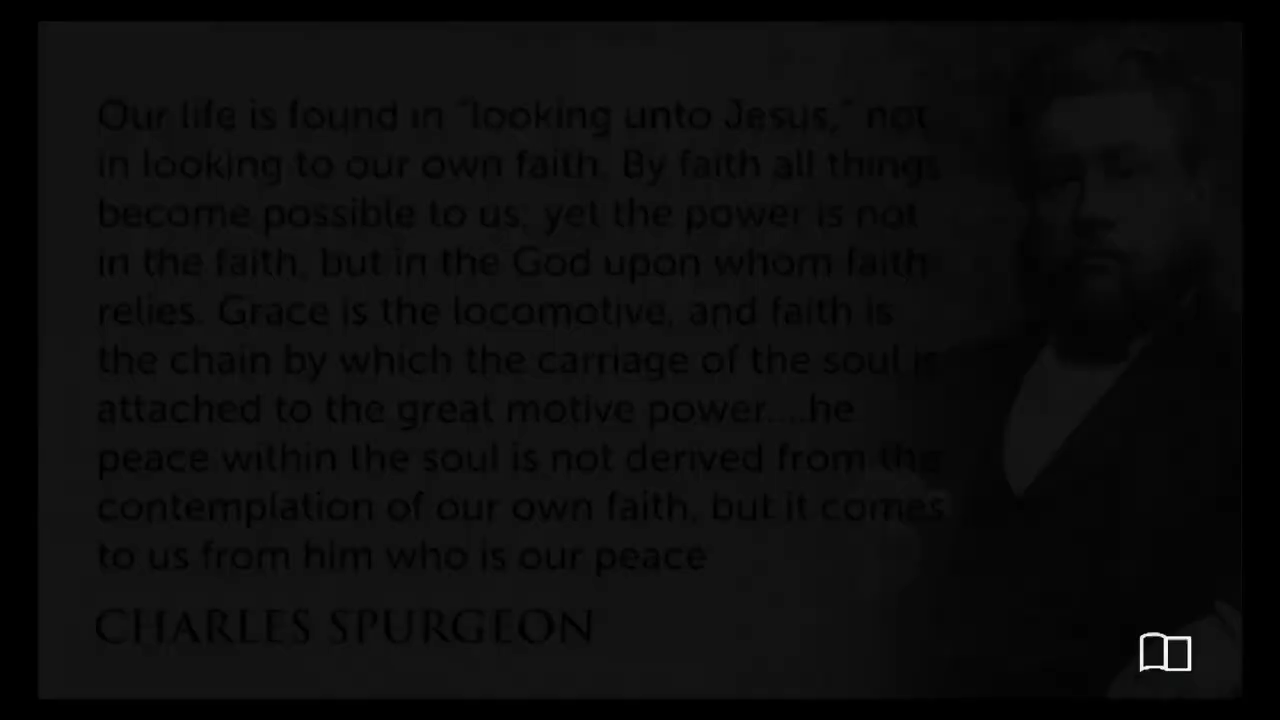 Our life is found in "looking unto Jesus," not
in looking to our own faith. By faith all things
become possible to us; yet the power is not
in the faith, but in the God upon whom faith
relies. Grace is the locomotive, and faith is
the chain by which the carriage of the soul is
attached to the great motive power....he
peace within the soul is not derived from the
contemplation of our own faith, but it comes
to us from him who is our peace
CHARLES SPURGEON